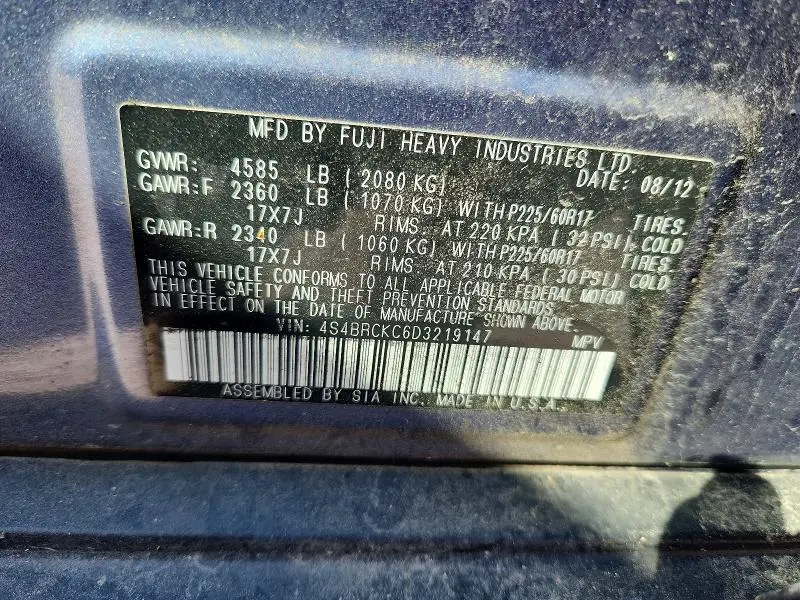 MFD BY FUJI HEAVY INDUSTRIES LTD.
GVWR: 4585 LB ( 2080 KG) DATE: 08/12
GAWR:F 2360 LB ( 1070 KG) WITH P225/60R17 TIRES.
17X7J RIMS. AT 220 KPA ( 32 PSI) COLD
GAWR:R 2340 LB ( 1060 KG) WITH P225/60R17 TIRES.
17X7J RIMS. AT 210 KPA ( 30 PSI) COLD
THIS VEHICLE CONFORMS TO ALL APPLICABLE FEDERAL MOTOR
VEHICLE SAFETY AND THEFT PREVENTION STANDARDS
IN EFFECT ON THE DATE OF MANUFACTURE SHOWN ABOVE.
VIN: 4S4BRCKC6D3219147 MPV
ASSEMBLED BY SIA INC. MADE IN U.S.A.